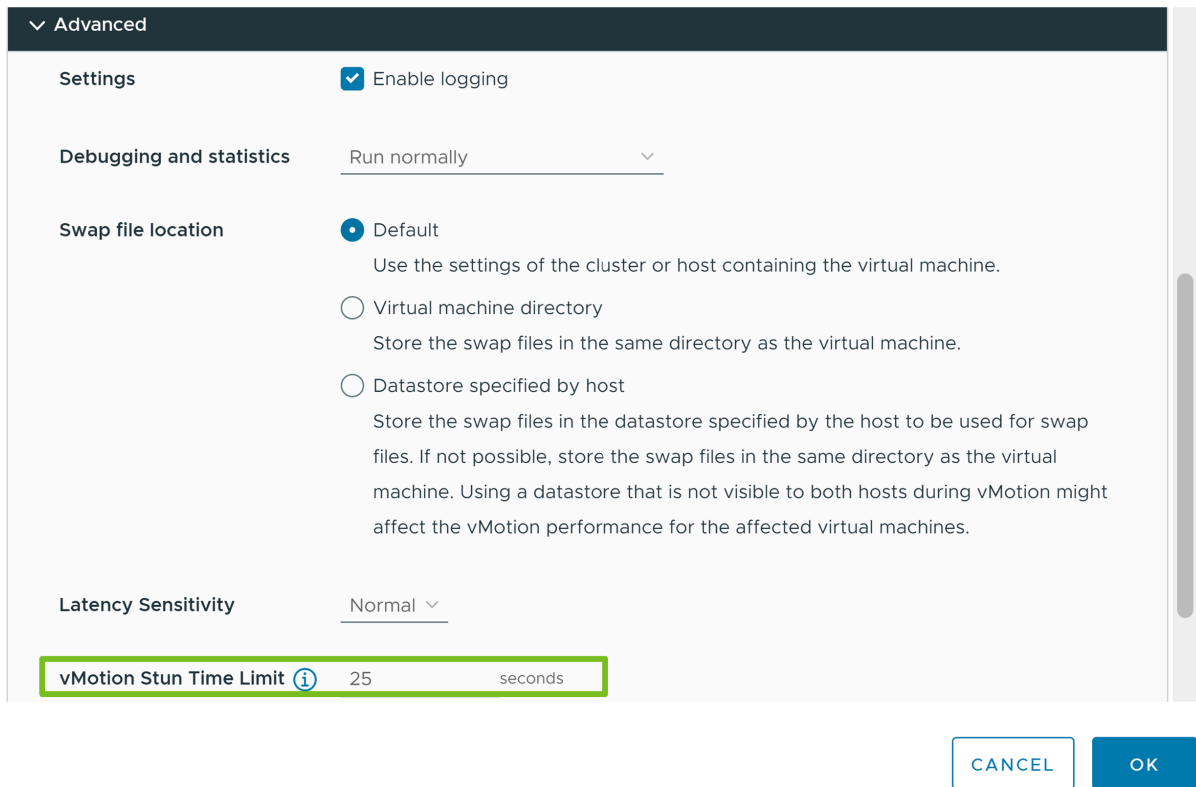 Advanced
Settings Enable logging
Debugging and statistics Run normally
Swap file location Default
Use the settings of the cluster or host containing the virtual machine.
Virtual machine directory
Store the swap files in the same directory as the virtual machine.
Datastore specified by host
Store the swap files in the datastore specified by the host to be used for swap
files. If not possible, store the swap files in the same directory as the virtual
machine. Using a datastore that is not visible to both hosts during vMotion might
affect the vMotion performance for the affected virtual machines.
Latency Sensitivity Normal
vMotion Stun Time Limit i 25 seconds
CANCEL OK